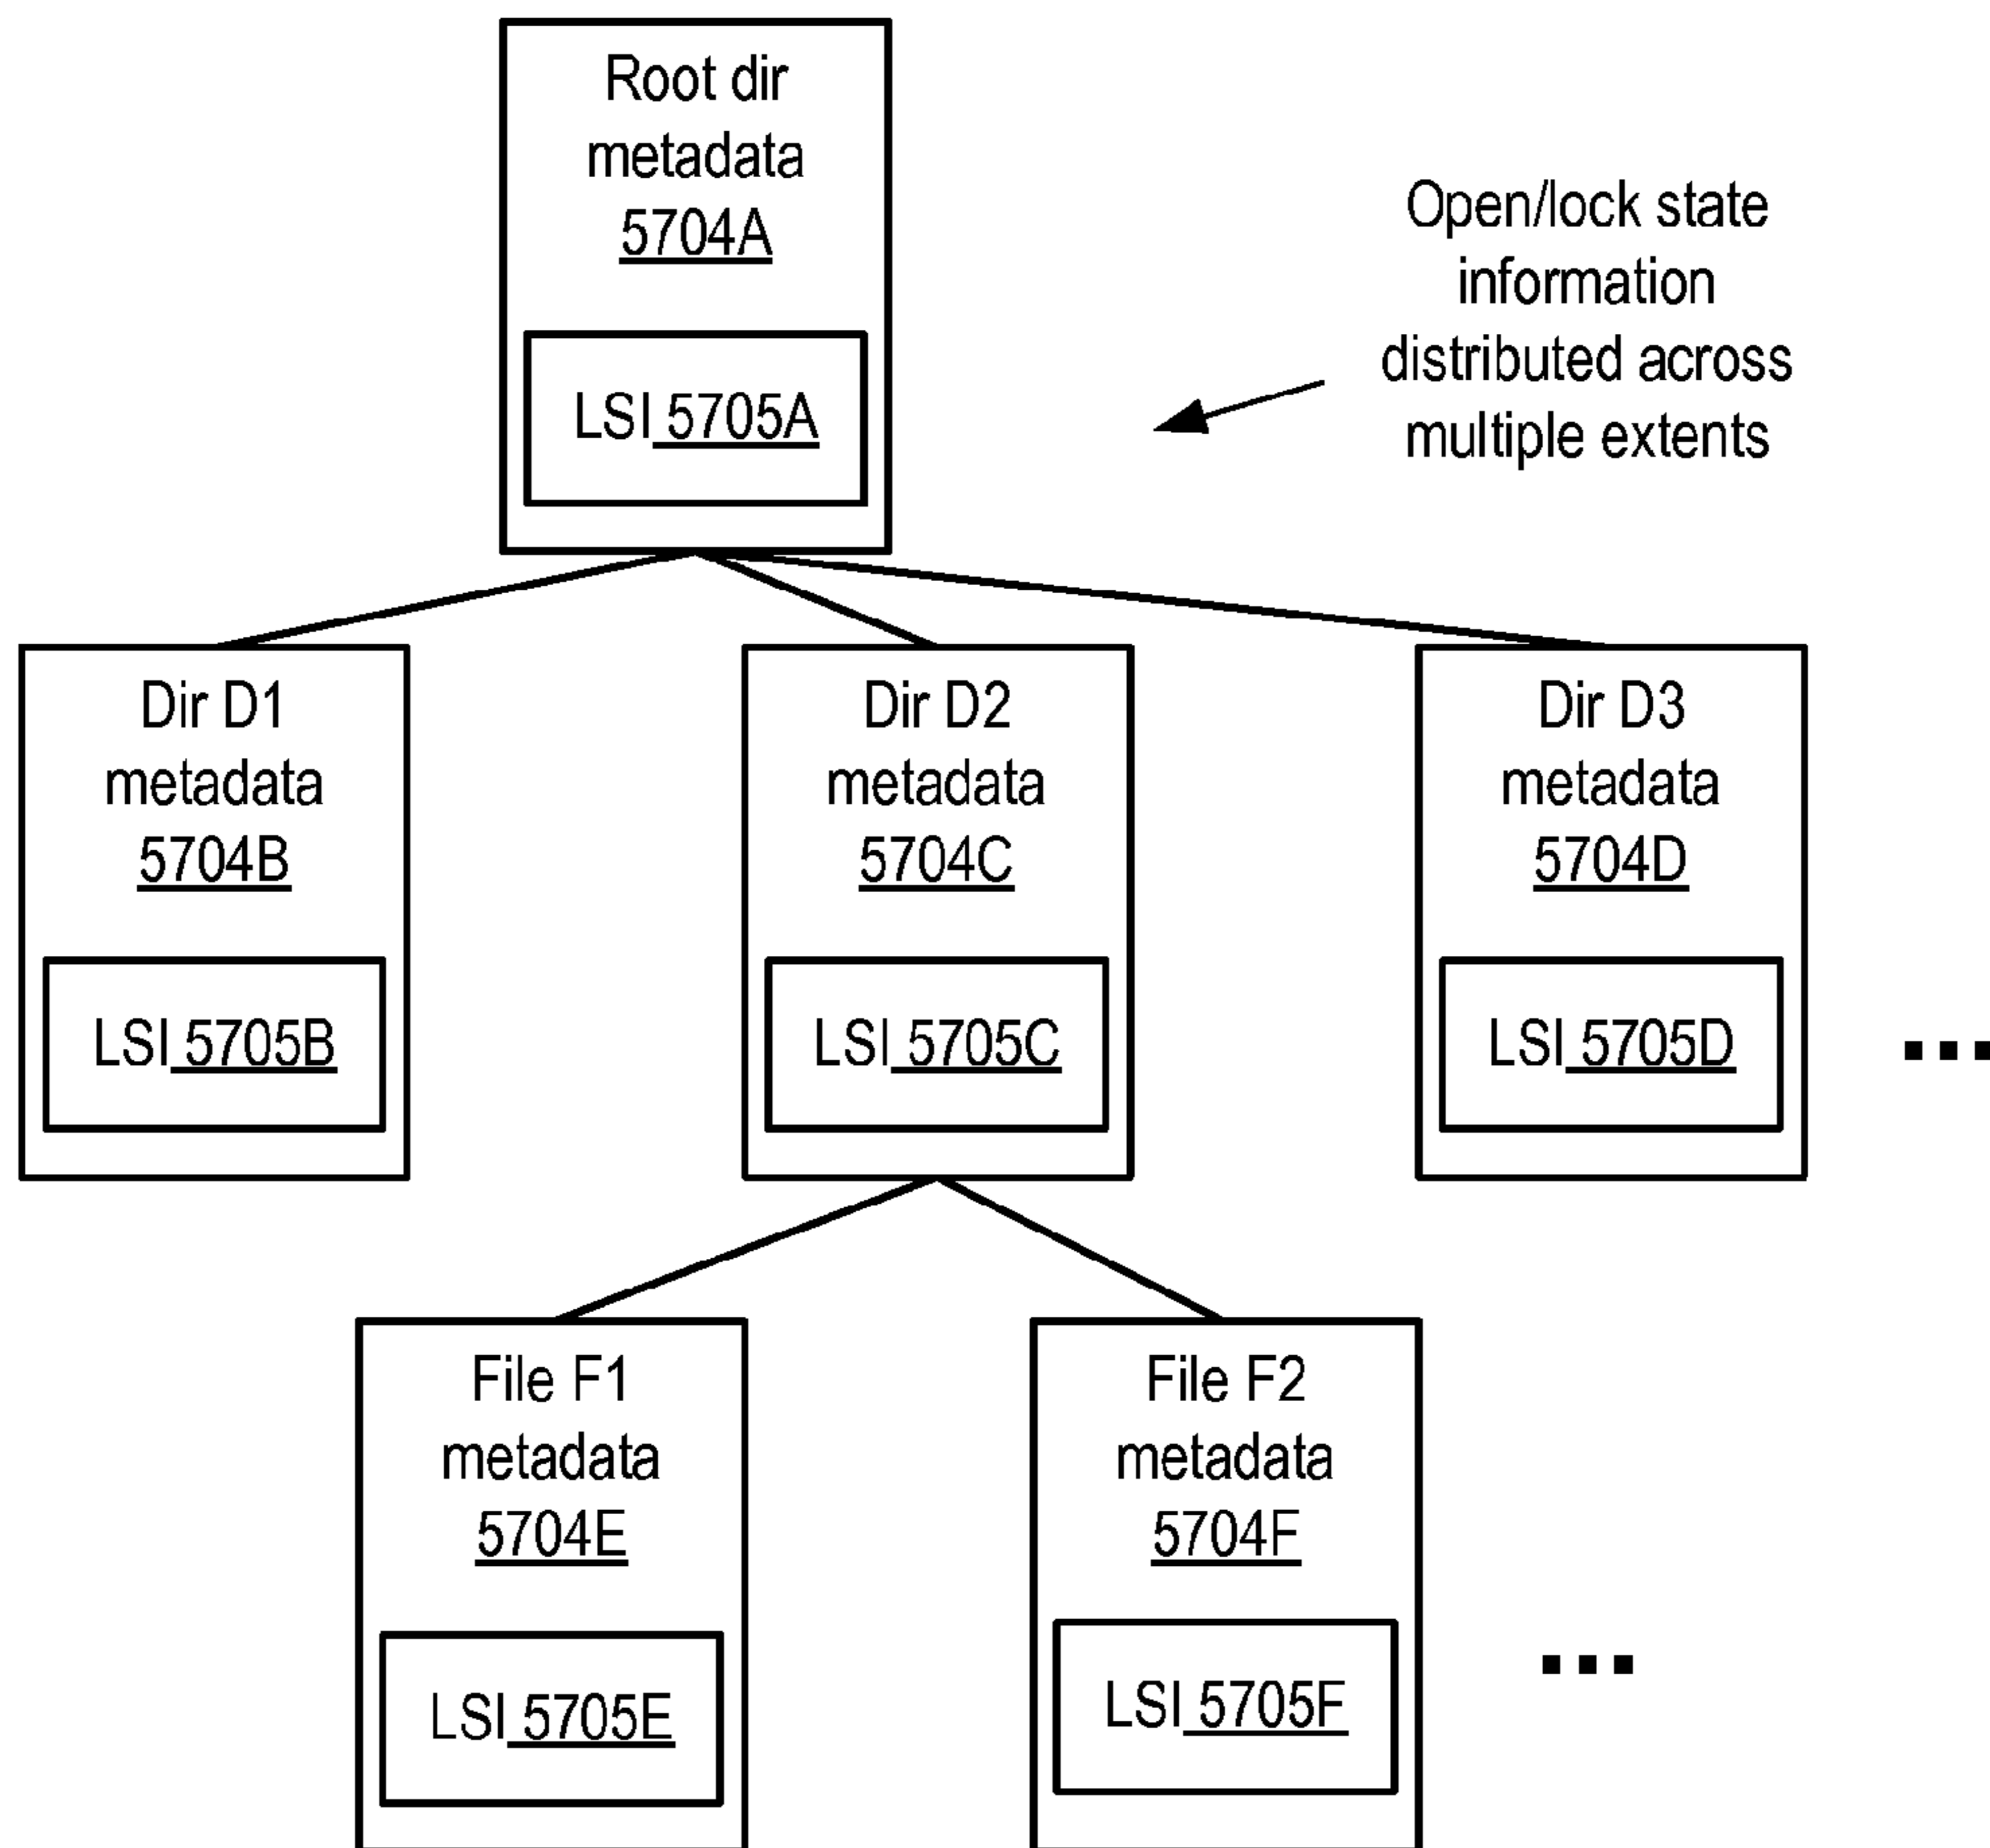 Root dir
metadata
5704A
LSI 5705A
Open/lock state
information
distributed across
multiple extents
Dir D1
metadata
5704B
LSI 5705B
Dir D2
metadata
5704C
LSI 5705C
Dir D3
metadata
5704D
LSI 5705D
...
File F1
metadata
5704E
LSI 5705E
File F2
metadata
5704F
LSI 5705F
...